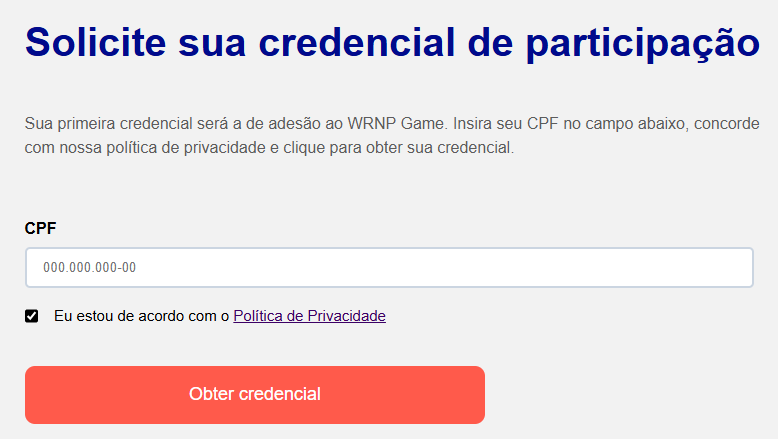 Solicite sua credencial de participação
Sua primeira credencial será a de adesão ao WRNP Game. Insira seu CPF no campo abaixo, concorde
com nossa política de privacidade e clique para obter sua credencial.
CPF
000.000.000-00
Eu estou de acordo com o Política de Privacidade
Obter credencial